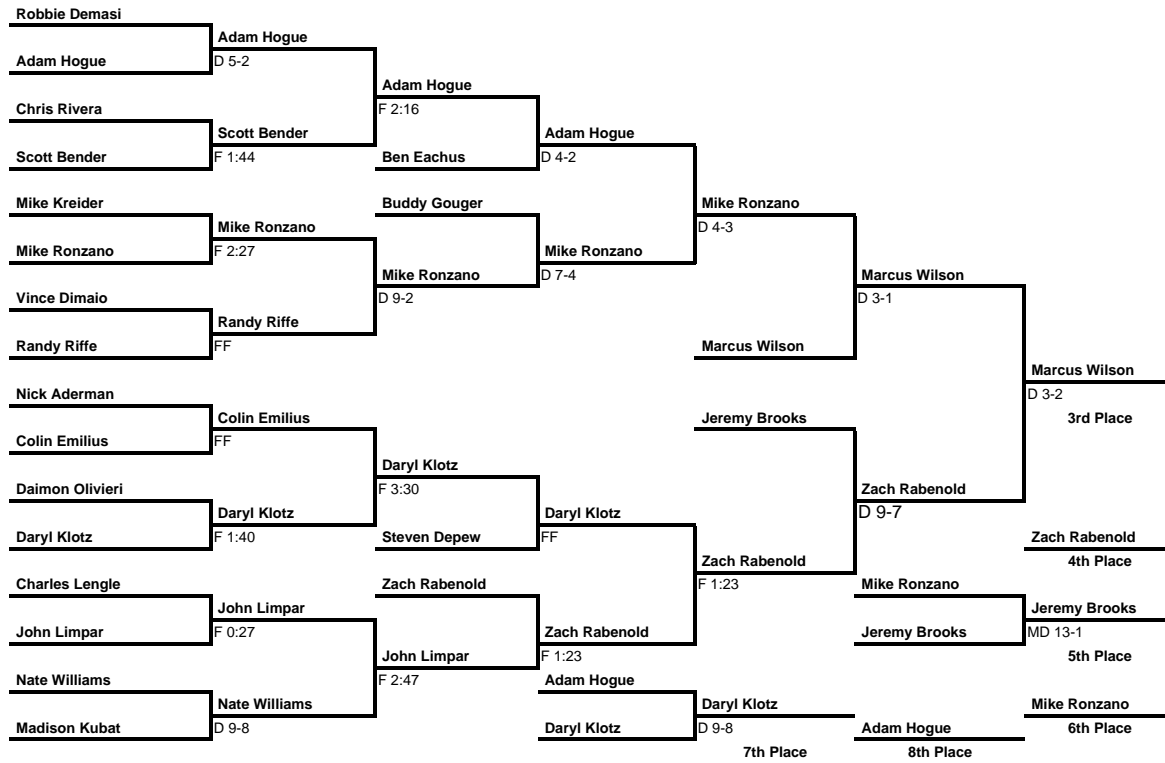 Robbie Demasi
Adam Hogue
Adam Hogue
D 5-2
Adam Hogue
Chris Rivera
F 2:16
Scott Bender
Adam Hogue
Scott Bender
F 1:44
Ben Eachus
D 4-2
Mike Kreider
Buddy Gouger
Mike Ronzano
Mike Ronzano
D 4-3
Mike Ronzano
F 2:27
Mike Ronzano
Mike Ronzano
D 7-4
Marcus Wilson
Vince Dimaio
D 9-2
D 3-1
Randy Riffe
Randy Riffe
FF
Marcus Wilson
Marcus Wilson
Nick Aderman
D 3-2
Colin Emilius
Jeremy Brooks
3rd Place
Colin Emilius
FF
Daryl Klotz
Daimon Olivieri
F 3:30
Zach Rabenold
Daryl Klotz
Daryl Klotz
D 9-7
Daryl Klotz
F 1:40
Steven Depew
FF
Zach Rabenold
Zach Rabenold
4th Place
Charles Lengle
Zach Rabenold
F 1:23
Mike Ronzano
John Limpar
Jeremy Brooks
John Limpar
F 0:27
Zach Rabenold
Jeremy Brooks
MD 13-1
John Limpar
F 1:23
5th Place
Nate Williams
F 2:47
Adam Hogue
Nate Williams
Daryl Klotz
Mike Ronzano
Madison Kubat
D 9-8
Daryl Klotz
D 9-8
Adam Hogue
6th Place
7th Place
8th Place